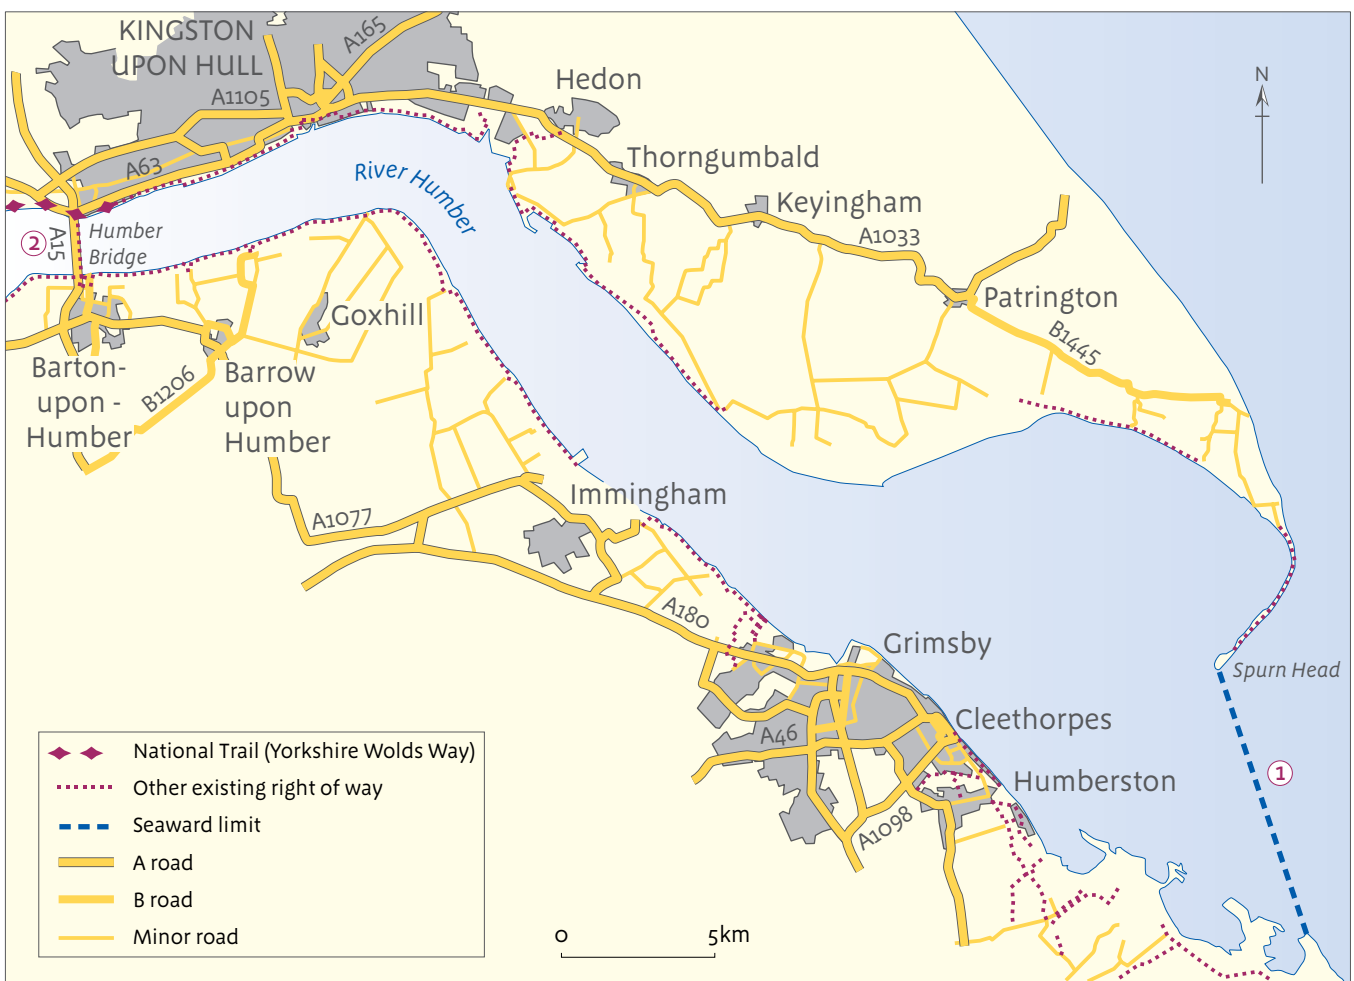 KINGSTON
UPON HULL
A165
A1105
A63
Hedon
N
River Humber
Thorngumbald
Keyingham
A1033
2
A15
Humber
Bridge
Patrington
B1445
Goxhill
Barton-
upon -
Humber
B1206
Barrow
upon
Humber
A1077
Immingham
A180
Grimsby
Spurn Head
Cleethorpes
A46
Humberston
1
A1098
National Trail (Yorkshire Wolds Way)
Other existing right of way
Seaward limit
A road
B road
Minor road
0 5km